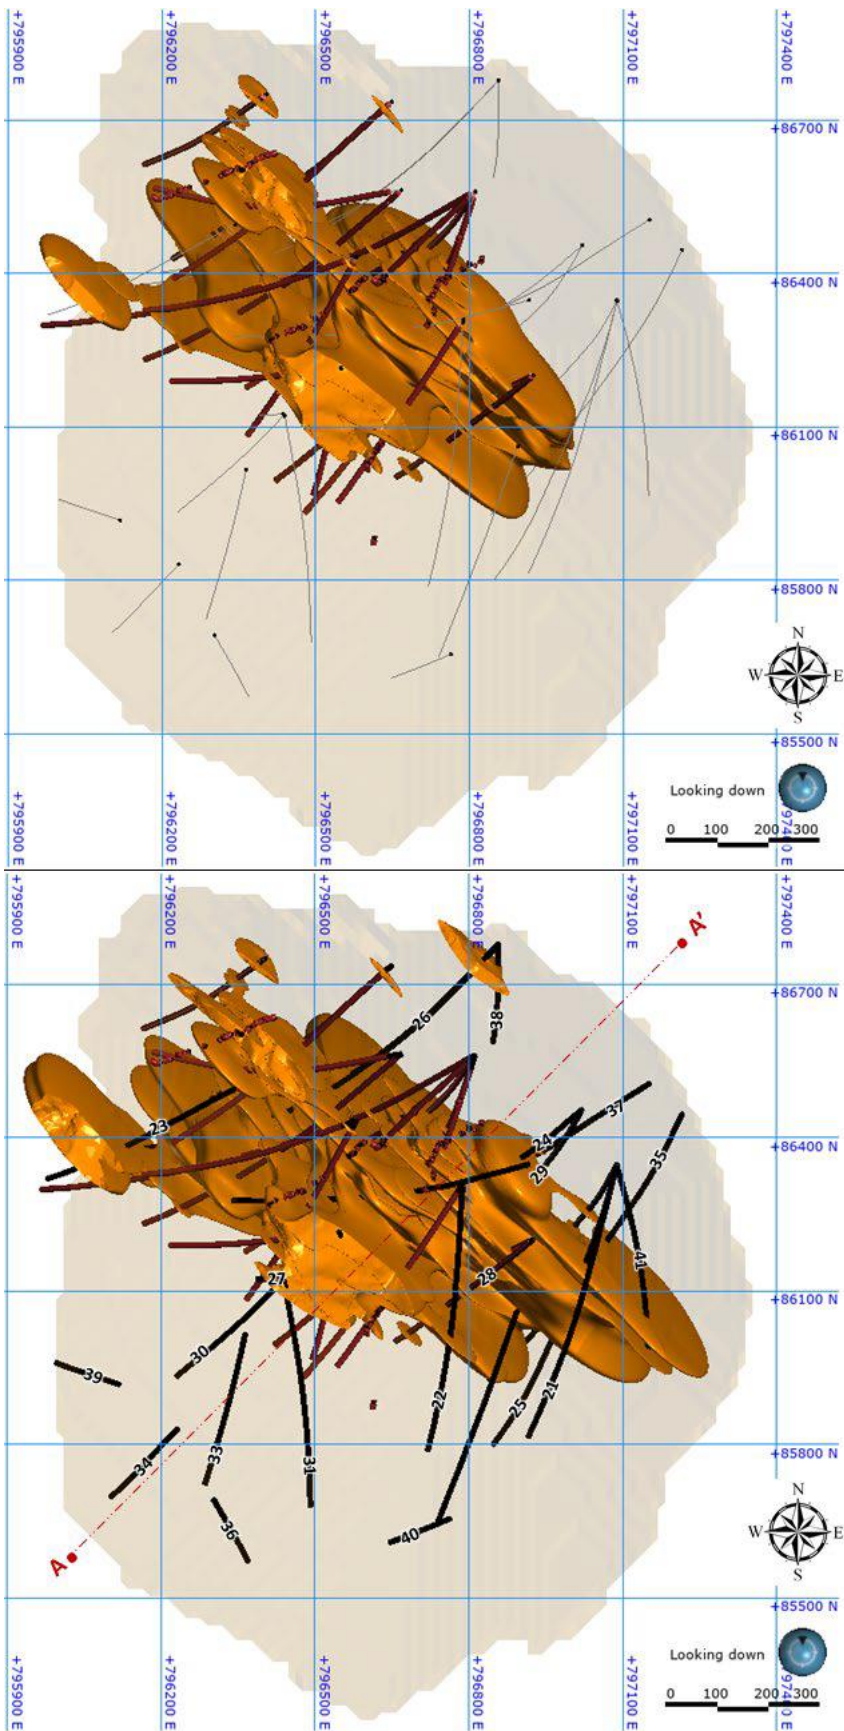 +795900 E
+796200 E
+796500 E
+796800 E
+797100 E
+797400 E
+86700 N
+86400 N
+86100 N
+85800 N
N
W E
S
+85500 N
Looking down
0 100 200 300
+795900 E
+796200 E
+796500 E
+796800 E
+797100 E
+797400 E
+795900 E
+796200 E
+796500 E
+796800 E
+797100 E
+797400 E
A'
+86700 N
26
38
37
23
24
+86400 N
35
29
41
27
28
+86100 N
30
39
25
21
22
+85800 N
33
34
31
N
36
40
W E
S
A
+85500 N
Looking down
0 100 200 300
+795900 E
+796200 E
+796500 E
+796800 E
+797100 E
+797400 E